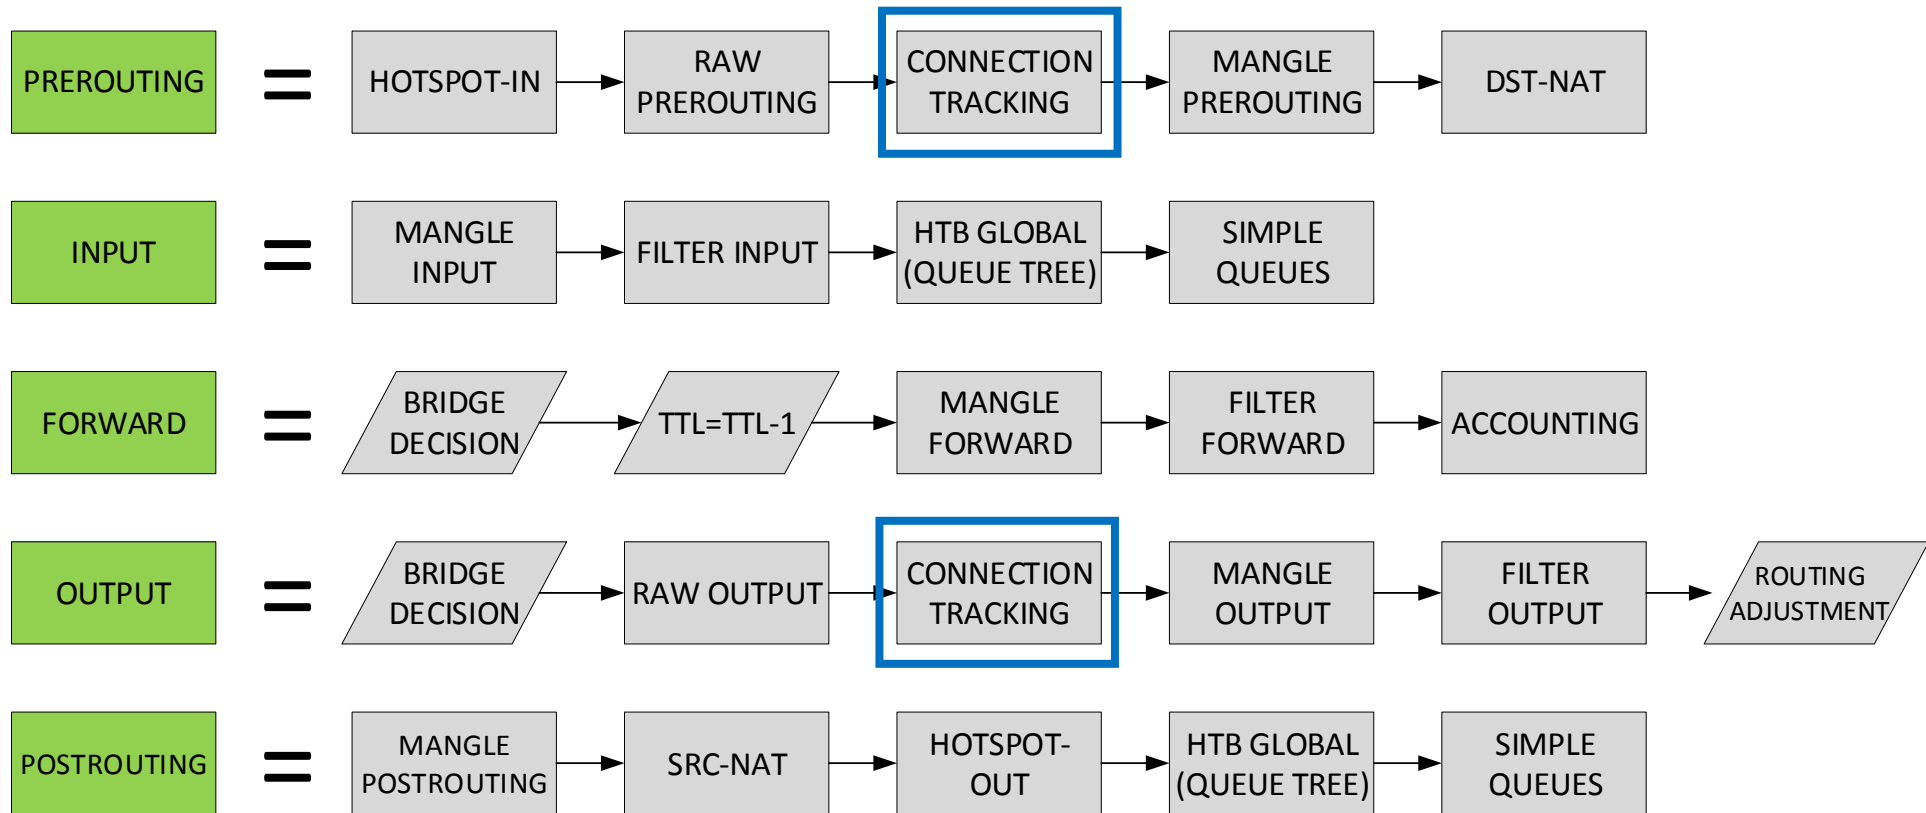 PREROUTING
=
HOTSPOT-IN
RAW
PREROUTING
CONNECTION
TRACKING
MANGLE
PREROUTING
DST-NAT
INPUT
=
MANGLE
INPUT
FILTER INPUT
HTB GLOBAL
(QUEUE TREE)
SIMPLE
QUEUES
FORWARD
=
BRIDGE
DECISION
TTL=TTL-1
MANGLE
FORWARD
FILTER
FORWARD
ACCOUNTING
OUTPUT
=
BRIDGE
DECISION
RAW OUTPUT
CONNECTION
TRACKING
MANGLE
OUTPUT
FILTER
OUTPUT
ROUTING
ADJUSTMENT
POSTROUTING
=
MANGLE
POSTROUTING
SRC-NAT
HOTSPOT-
OUT
HTB GLOBAL
(QUEUE TREE)
SIMPLE
QUEUES